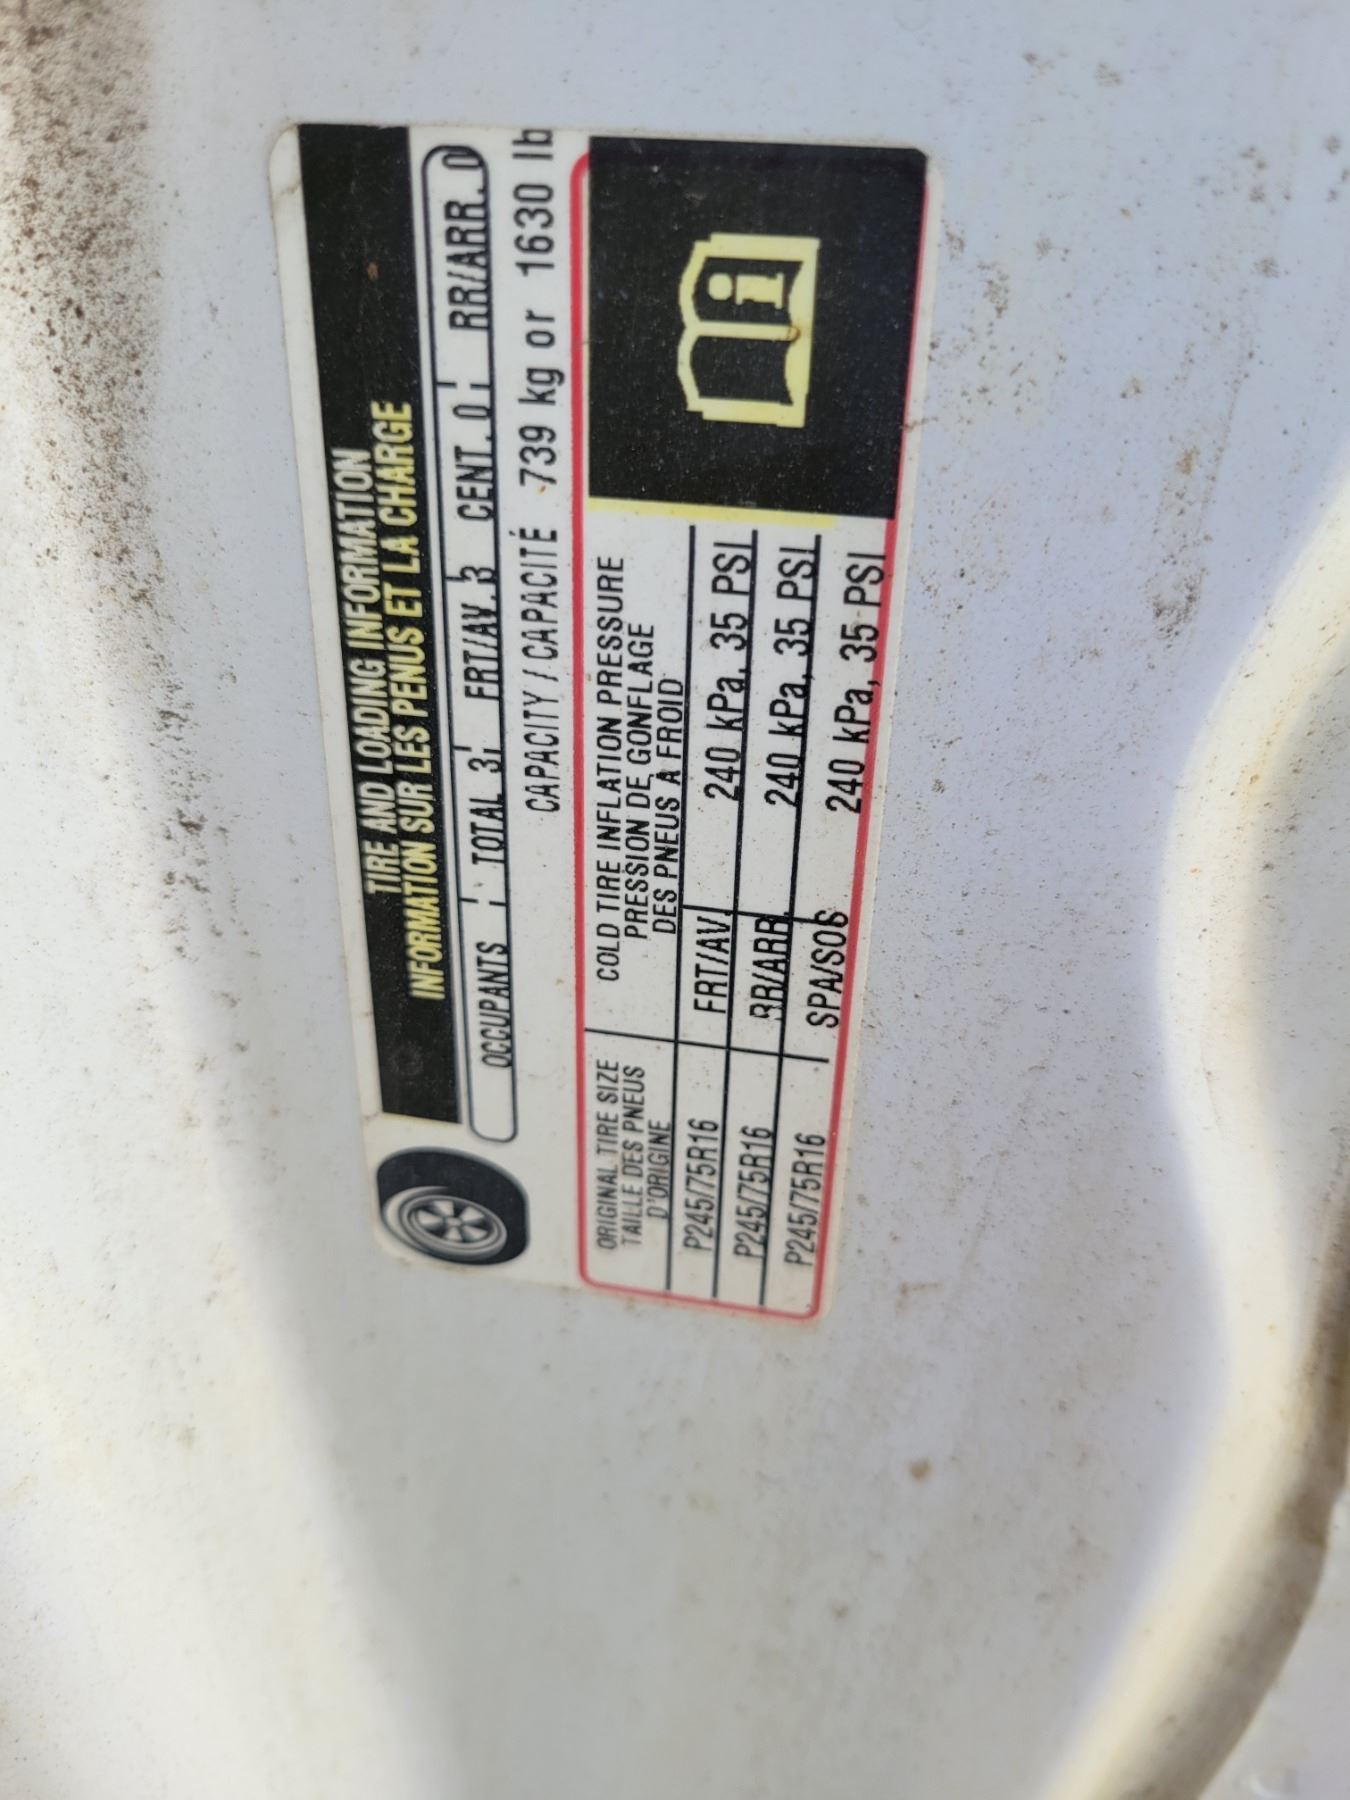 TIRE AND LOADING INFORMATION
INFORMATION SUR LES PENUS ET LA CHARGE
OCCUPANTS : TOTAL 3: FRT/AV. 3 CENT. 0: RR/ARR. 0
CAPACITY / CAPACITÉ 739 kg or 1630 lb
ORIGINAL TIRE SIZE
TAILLE DES PNEUS
D'ORIGINE
COLD TIRE INFLATION PRESSURE
PRESSION DE GONFLAGE
DES PNEUS A FROID
P245/75R16 FRT/AV. 240 kPa, 35 PSI
P245/75R16 RR/ARR. 240 kPa, 35 PSI
P245/75R16 SPA/SOS 240 kPa, 35 PSI
i